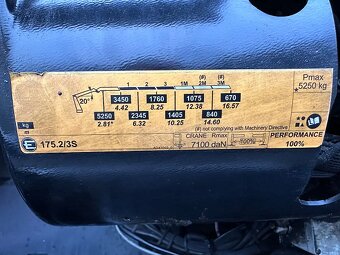 1 2 3 1M (#) 2M (#) 3M
Pmax
5250 kg
20°
3450 1760 1075 670
4.42 8.25 12.38 16.57
5250 2345 1405 840
2.81* 6.32 10.25 14.60
kg
(#) not complying with Machinery Directive
175.2/3S
CRANE Rmax
7100 daN
100%
PERFORMANCE
100%